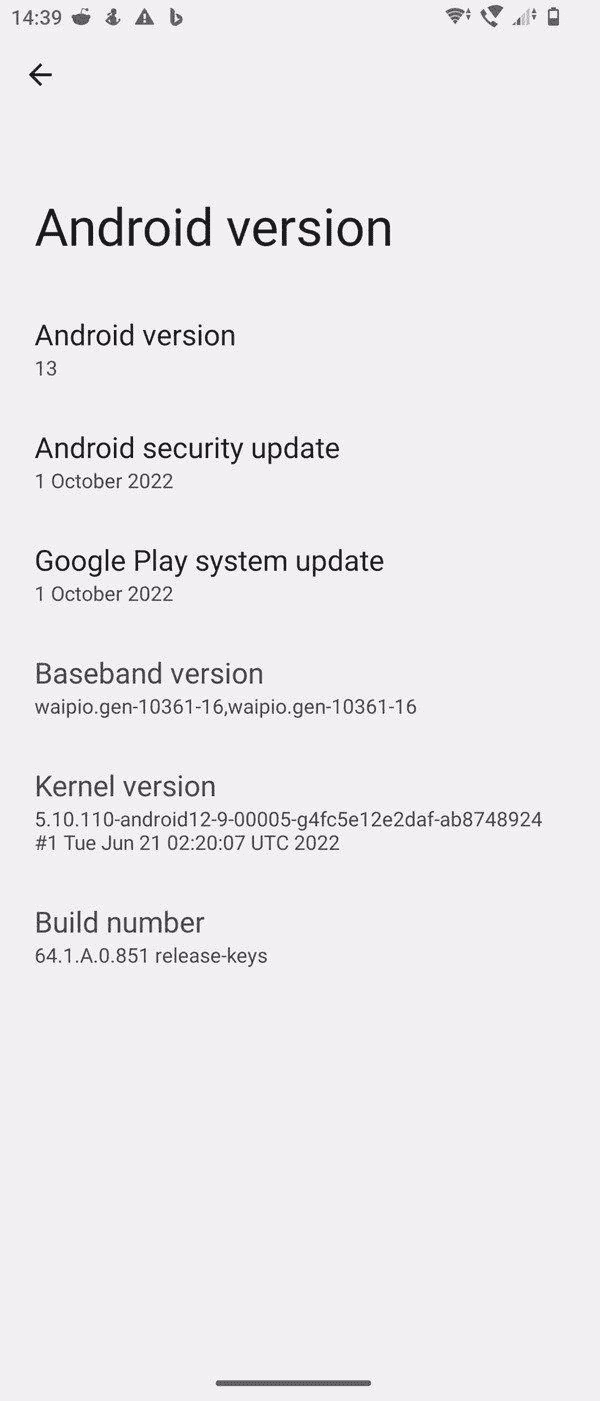 14:39
Android version
Android version
13
Android security update
1 October 2022
Google Play system update
1 October 2022
Baseband version
waipio.gen-10361-16,waipio.gen-10361-16
Kernel version
5.10.110-android12-9-00005-g4fc5e12e2daf-ab8748924
#1 Tue Jun 21 02:20:07 UTC 2022
Build number
64.1.A.0.851 release-keys